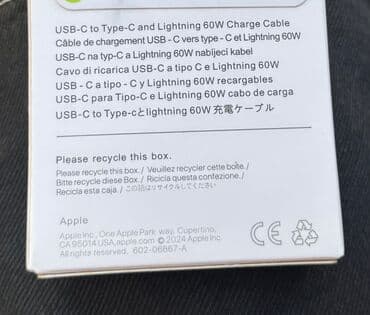 USB-C to Type-C and Lightning 60W Charge Cable
Câble de chargement USB - C vers type - C et Lightning 60W
USB-C na typ-C a Lightning 60W nabíjecí kabel
Cavo di ricarica USB-C a tipo C e Lightning 60W
USB - C a tipo - C y Lightning 60W recargables
USB-C para Tipo-C e Lightning 60W cabo de carga
USB-C to Type-cとlightning 60W 充電ケーブル
Please recycle this box.
Please recycle this box./ Veuillez recycler cette boîte./
Bitte recycle diese Box./ Ricicla questa confezione./
Recicla esta caja./ この箱はリサイクルしてください
Apple
Apple Inc., One Apple Park way, Cupertino,
CA 95014 USA,apple.com © 2024 Apple Inc.
All rights reserved. 602-06867-A
CE